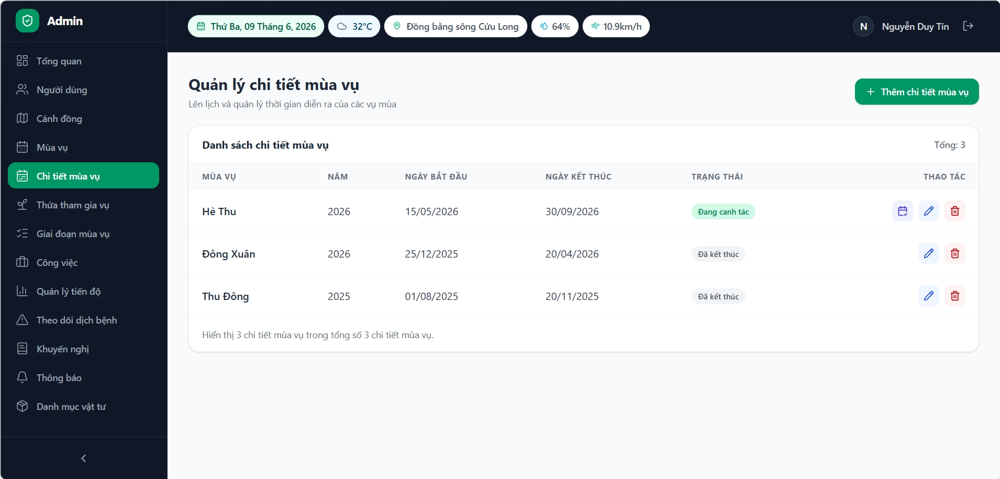 Admin
Thứ Ba, 09 Tháng 6, 2026
32°C
Đồng bằng sông Cửu Long
64%
10.9km/h
N
Nguyễn Duy Tín
Tổng quan
Người dùng
Cánh đồng
Mùa vụ
Chi tiết mùa vụ
Thửa tham gia vụ
Giai đoạn mùa vụ
Công việc
Quản lý tiến độ
Theo dõi dịch bệnh
Khuyến nghị
Thông báo
Danh mục vật tư
Quản lý chi tiết mùa vụ
Lên lịch và quản lý thời gian diễn ra của các vụ mùa
Thêm chi tiết mùa vụ
Danh sách chi tiết mùa vụ
Tổng: 3
MÙA VỤ NĂM NGÀY BẮT ĐẦU NGÀY KẾT THÚC TRẠNG THÁI THAO TÁC
Hè Thu 2026 15/05/2026 30/09/2026 Đang canh tác
Đông Xuân 2026 25/12/2025 20/04/2026 Đã kết thúc
Thu Đông 2025 01/08/2025 20/11/2025 Đã kết thúc
Hiển thị 3 chi tiết mùa vụ trong tổng số 3 chi tiết mùa vụ.